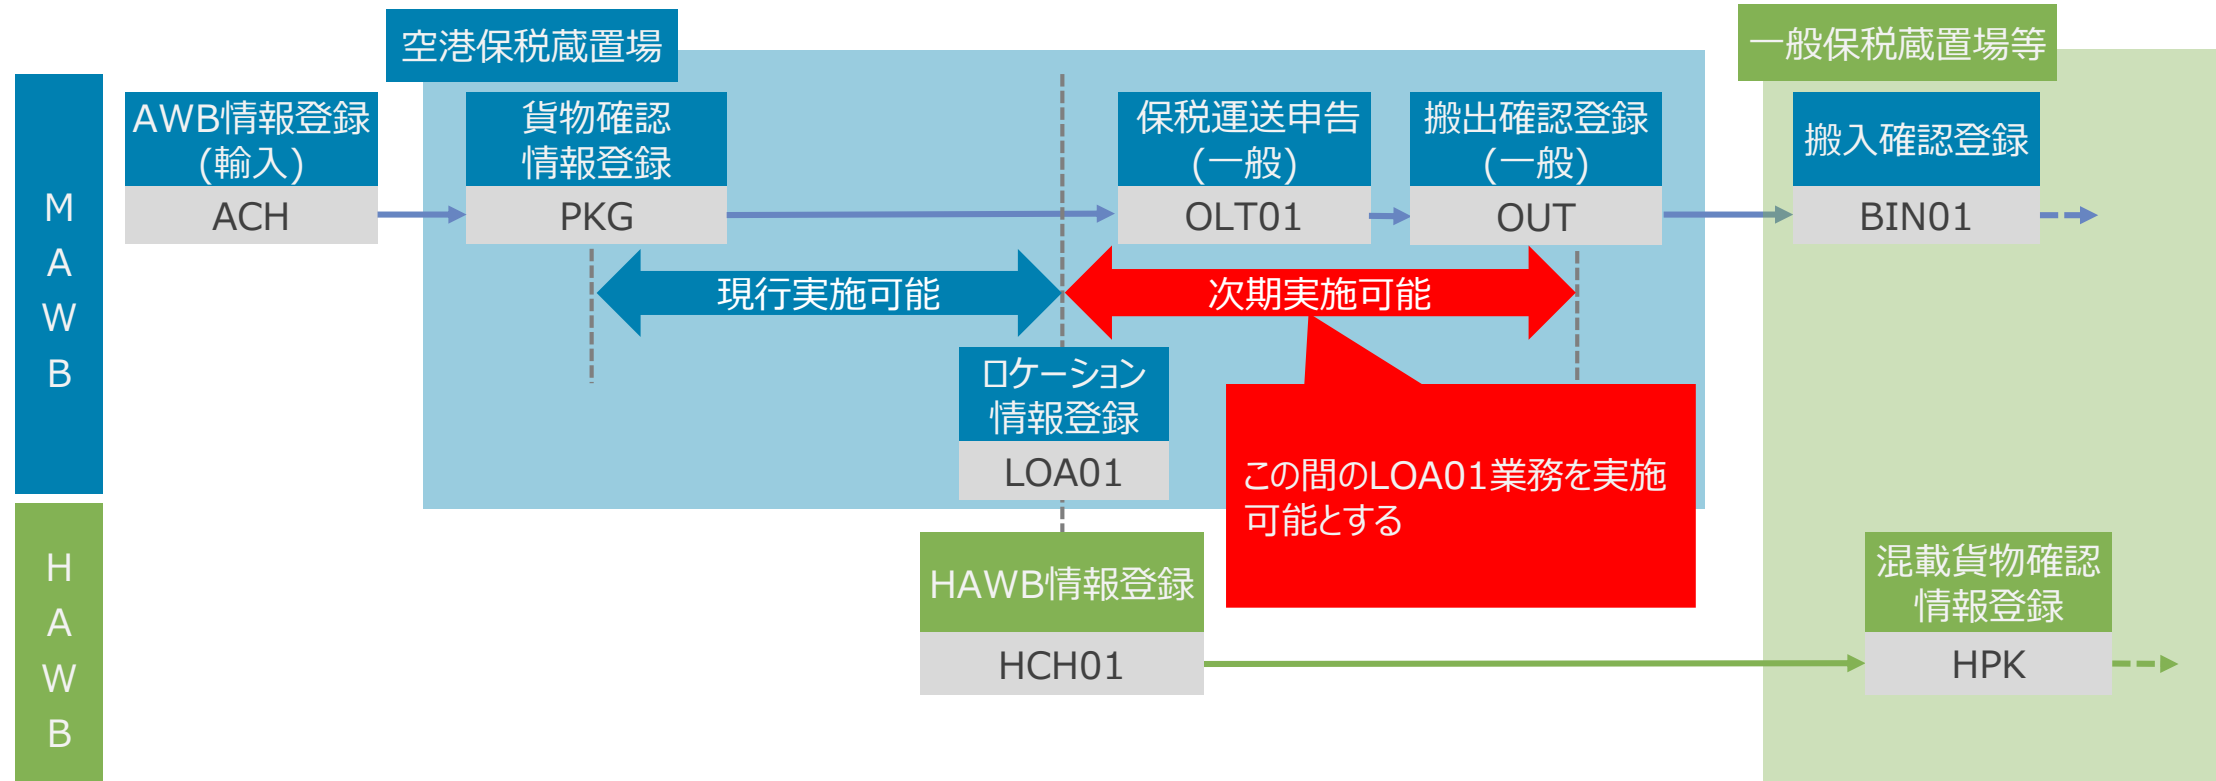 空港保税蔵置場
一般保税蔵置場等
M
A
W
B
AWB情報登録
(輸入)
ACH
貨物確認
情報登録
PKG
保税運送申告
(一般)
OLT01
搬出確認登録
(一般)
OUT
搬入確認登録
BIN01
現行実施可能
次期実施可能
ロケーション
情報登録
LOA01
この間のLOA01業務を実施
可能とする
H
A
W
B
HAWB情報登録
HCH01
混載貨物確認
情報登録
HPK